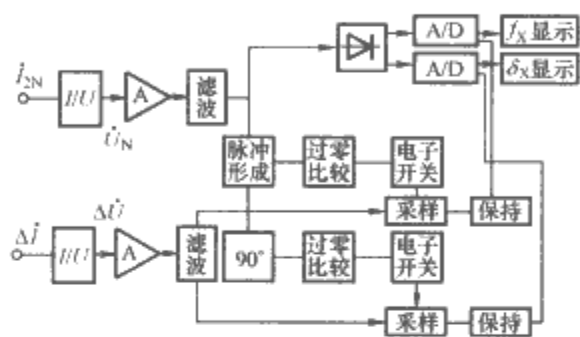 A/D
f_X显示
A/D
δ_X显示
İ_2N
I/U
A
滤波
U̇_N
脉冲形成
过零比较
电子开关
采样
保持
Δİ
I/U
ΔU̇
A
滤波
90°
过零比较
电子开关
采样
保持